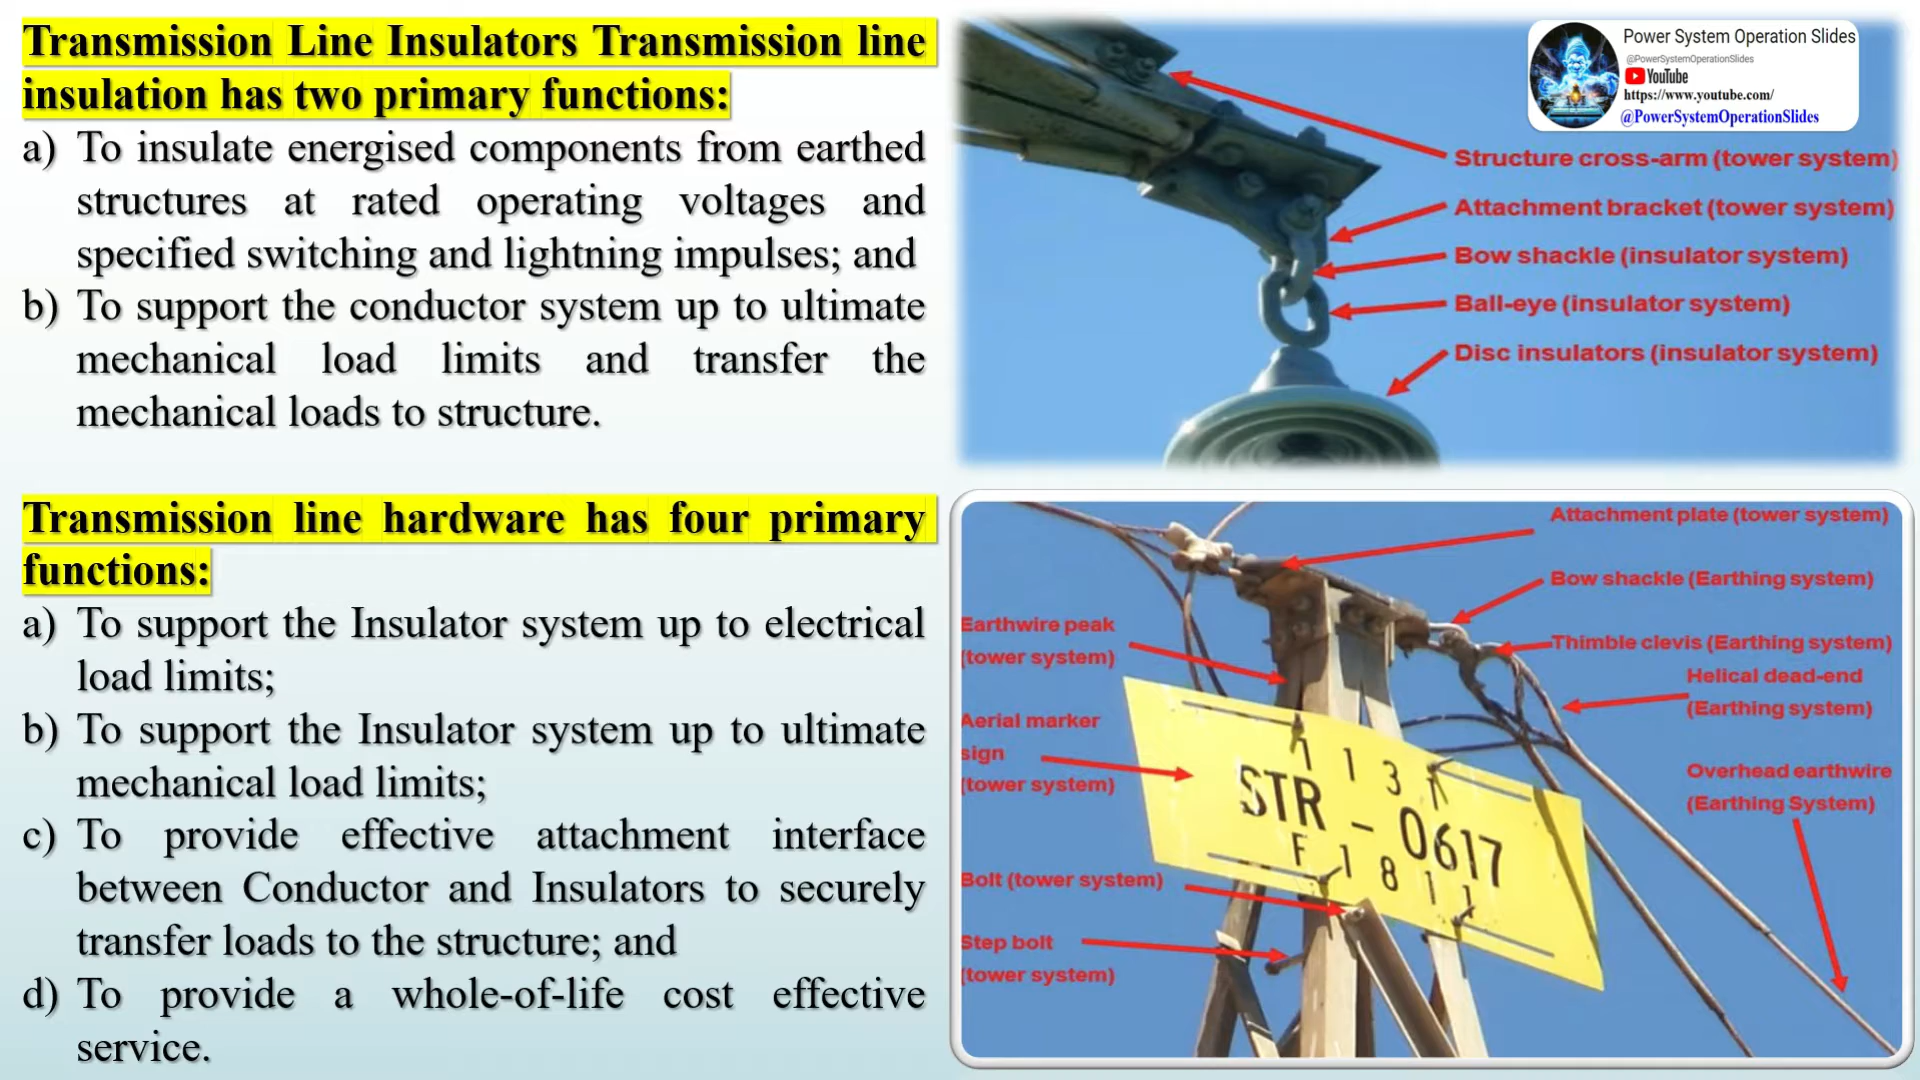 Transmission Line Insulators Transmission line
insulation has two primary functions:
a) To insulate energised components from earthed
structures at rated operating voltages and
specified switching and lightning impulses; and
b) To support the conductor system up to ultimate
mechanical load limits and transfer the
mechanical loads to structure.
Transmission line hardware has four primary
functions:
a) To support the Insulator system up to electrical
load limits;
b) To support the Insulator system up to ultimate
mechanical load limits;
c) To provide effective attachment interface
between Conductor and Insulators to securely
transfer loads to the structure; and
d) To provide a whole-of-life cost effective
service.
Power System Operation Slides
@PowerSystemOperationSlides
YouTube
https://www.youtube.com/
@PowerSystemOperationSlides
Structure cross-arm (tower system)
Attachment bracket (tower system)
Bow shackle (insulator system)
Ball-eye (insulator system)
Disc insulators (insulator system)
Attachment plate (tower system)
Bow shackle (Earthing system)
Thimble clevis (Earthing system)
Helical dead-end
(Earthing system)
Overhead earthwire
(Earthing System)
Earthwire peak
(tower system)
Aerial marker
sign
(tower system)
Bolt (tower system)
Step bolt
(tower system)
1 1 3 1
STR - 0617
F 1 8 1 1